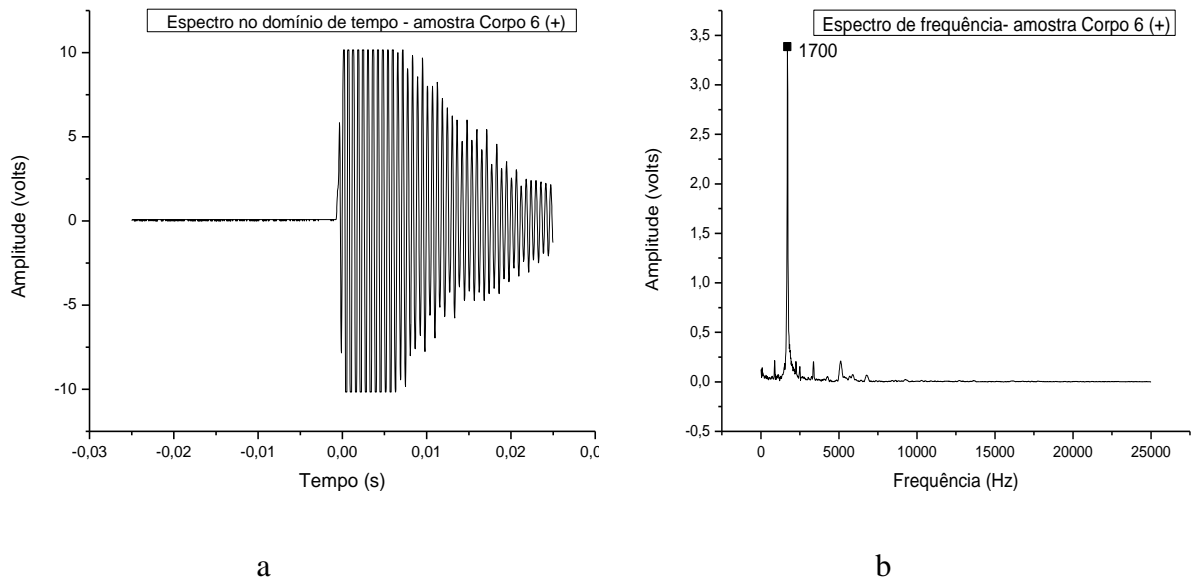 Espectro no domínio de tempo - amostra Corpo 6 (+)
10
5
0
-5
-10
Amplitude (volts)
-0,03 -0,02 -0,01 0,00 0,01 0,02
Tempo (s)
a
Espectro de frequência- amostra Corpo 6 (+)
1700
3,5
3,0
2,5
2,0
1,5
1,0
0,5
0,0
-0,5
Amplitude (volts)
0 5000 10000 15000 20000 25000
Frequência (Hz)
b